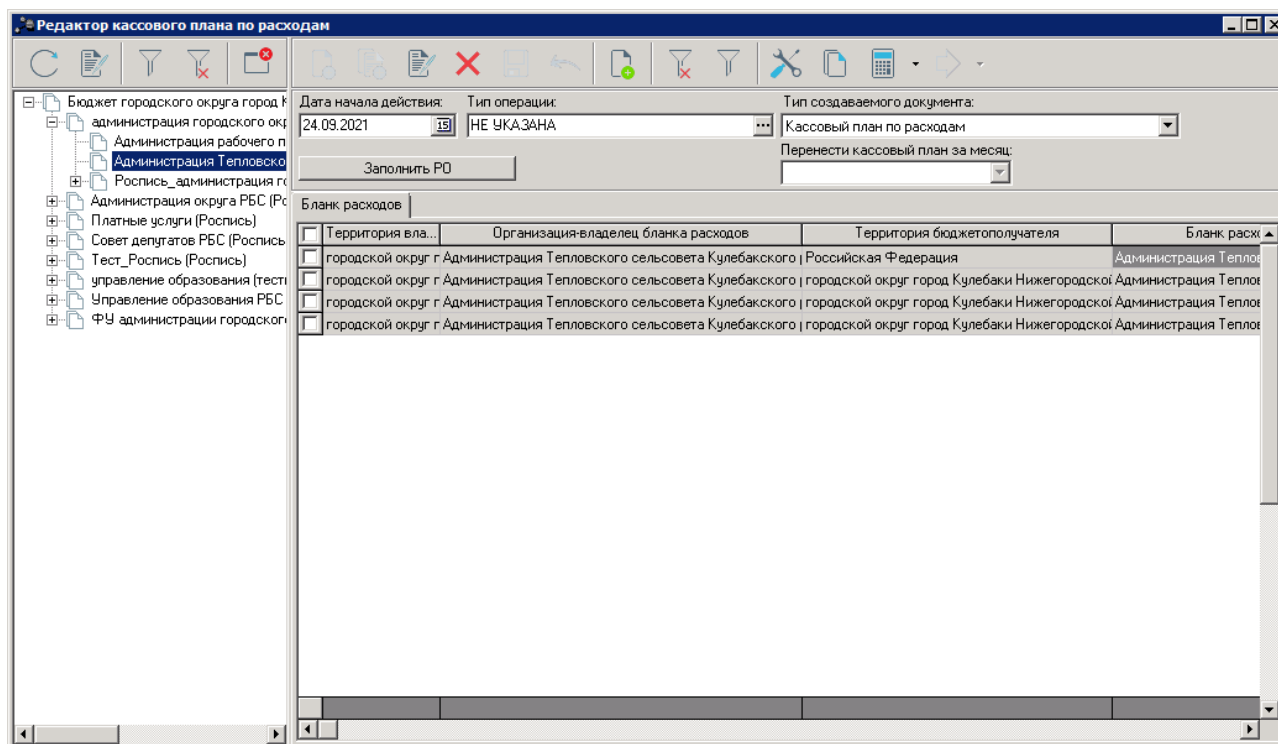 Редактор кассового плана по расходам
Дата начала действия: Тип операции: Тип создаваемого документа:
24.09.2021 15 НЕ УКАЗАНА ... Кассовый план по расходам
Перенести кассовый план за месяц:
Заполнить РО
Бланк расходов
Территория вла... Организация-владелец бланка расходов Территория бюджетополучателя Бланк расхо
городской округ г Администрация Тепловского сельсовета Кулебакского р Российская Федерация Администрация Теплов
городской округ г Администрация Тепловского сельсовета Кулебакского р городской округ город Кулебаки Нижегородской Администрация Теплов
городской округ г Администрация Тепловского сельсовета Кулебакского р городской округ город Кулебаки Нижегородской Администрация Теплов
городской округ г Администрация Тепловского сельсовета Кулебакского р городской округ город Кулебаки Нижегородской Администрация Теплов
Бюджет городского округа город К
администрация городского окр
Администрация рабочего п
Администрация Тепловско
Роспись_администрация го
Администрация округа РБС (Ро
Платные услуги (Роспись)
Совет депутатов РБС (Роспись
Тест_Роспись (Роспись)
управление образования (тести
Управление образования РБС
ФУ администрации городского